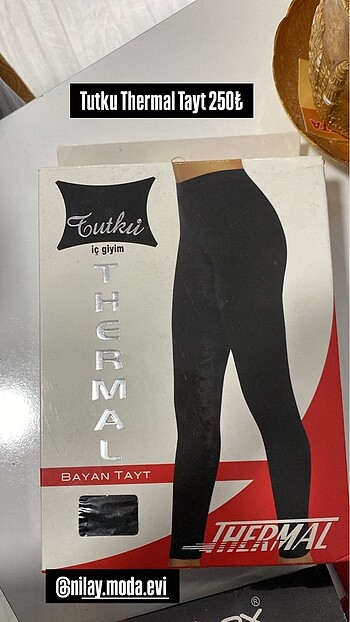 Tutku Thermal Tayt 250₺
Tutku
iç giyim
THERMAL
BAYAN TAYT
THERMAL
@nilay.moda.evi